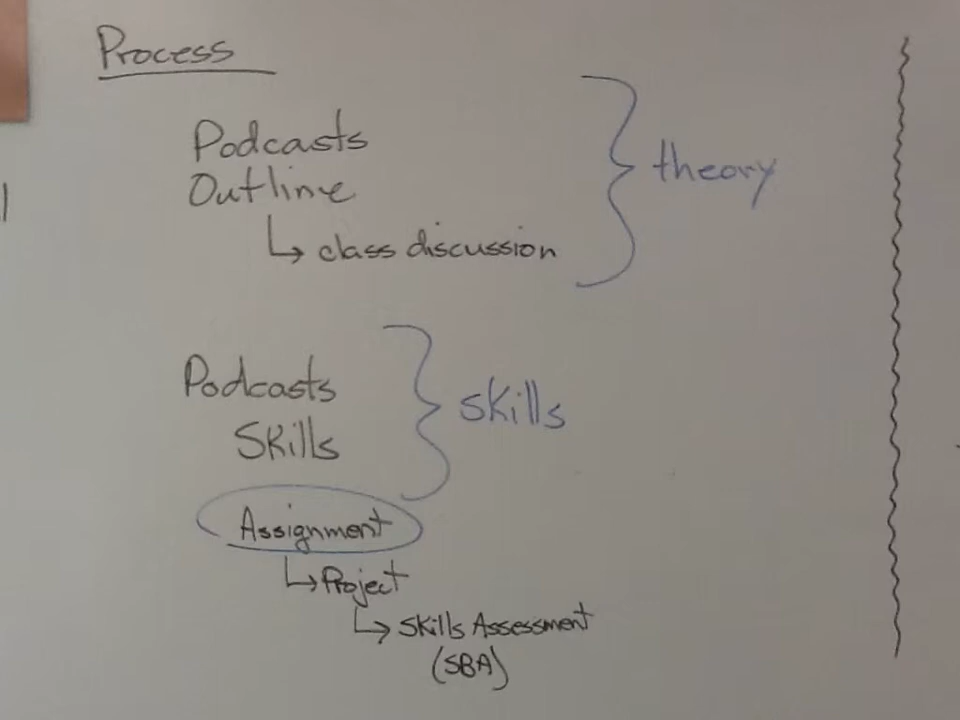 Process
Podcasts
Outline
class discussion
theory
Podcasts
Skills
skills
Assignment
Project
Skills Assessment
(SBA)